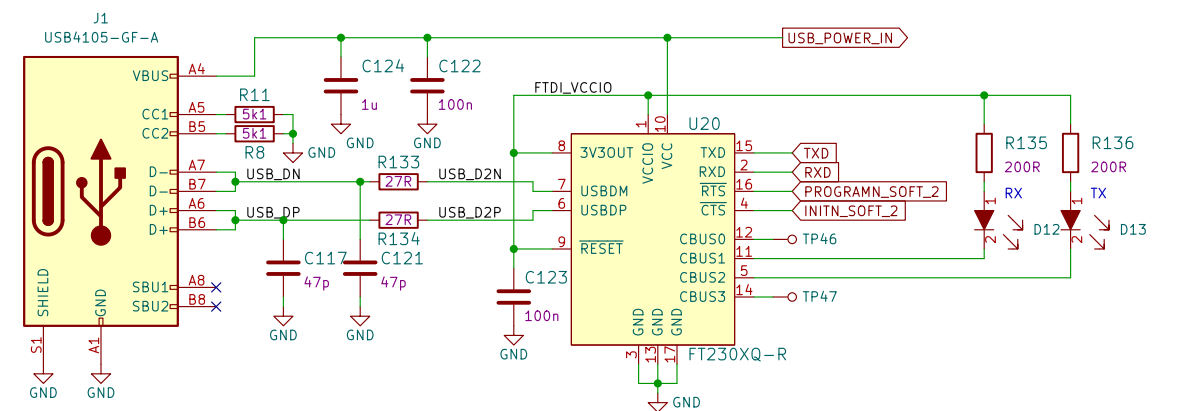 J1
USB4105-GF-A
VBUS A4
CC1 A5
CC2 B5
D- A7
D- B7
D+ A6
D+ B6
SBU1 A8
SBU2 B8
SHIELD
GND
S1
A1
GND
GND
R11
5k1
5k1
R8
GND
C124
1u
GND
C122
100n
GND
USB_POWER_IN
USB_DN
R133
27R
USB_D2N
USB_DP
27R
R134
USB_D2P
C117
47p
GND
C121
47p
GND
FTDI_VCCIO
C123
100n
GND
U20
1
10
VCCIO
VCC
8 3V3OUT
7 USBDM
6 USBDP
9 RESET
TXD 15 TXD
RXD 2 RXD
RTS 16 PROGRAMN_SOFT_2
CTS 4 INITN_SOFT_2
CBUS0 12 TP46
CBUS1 11
CBUS2 5
CBUS3 14 TP47
GND
GND
GND
3
13
17
FT230XQ-R
GND
R135
200R
RX
1
2
D12
R136
200R
TX
1
2
D13